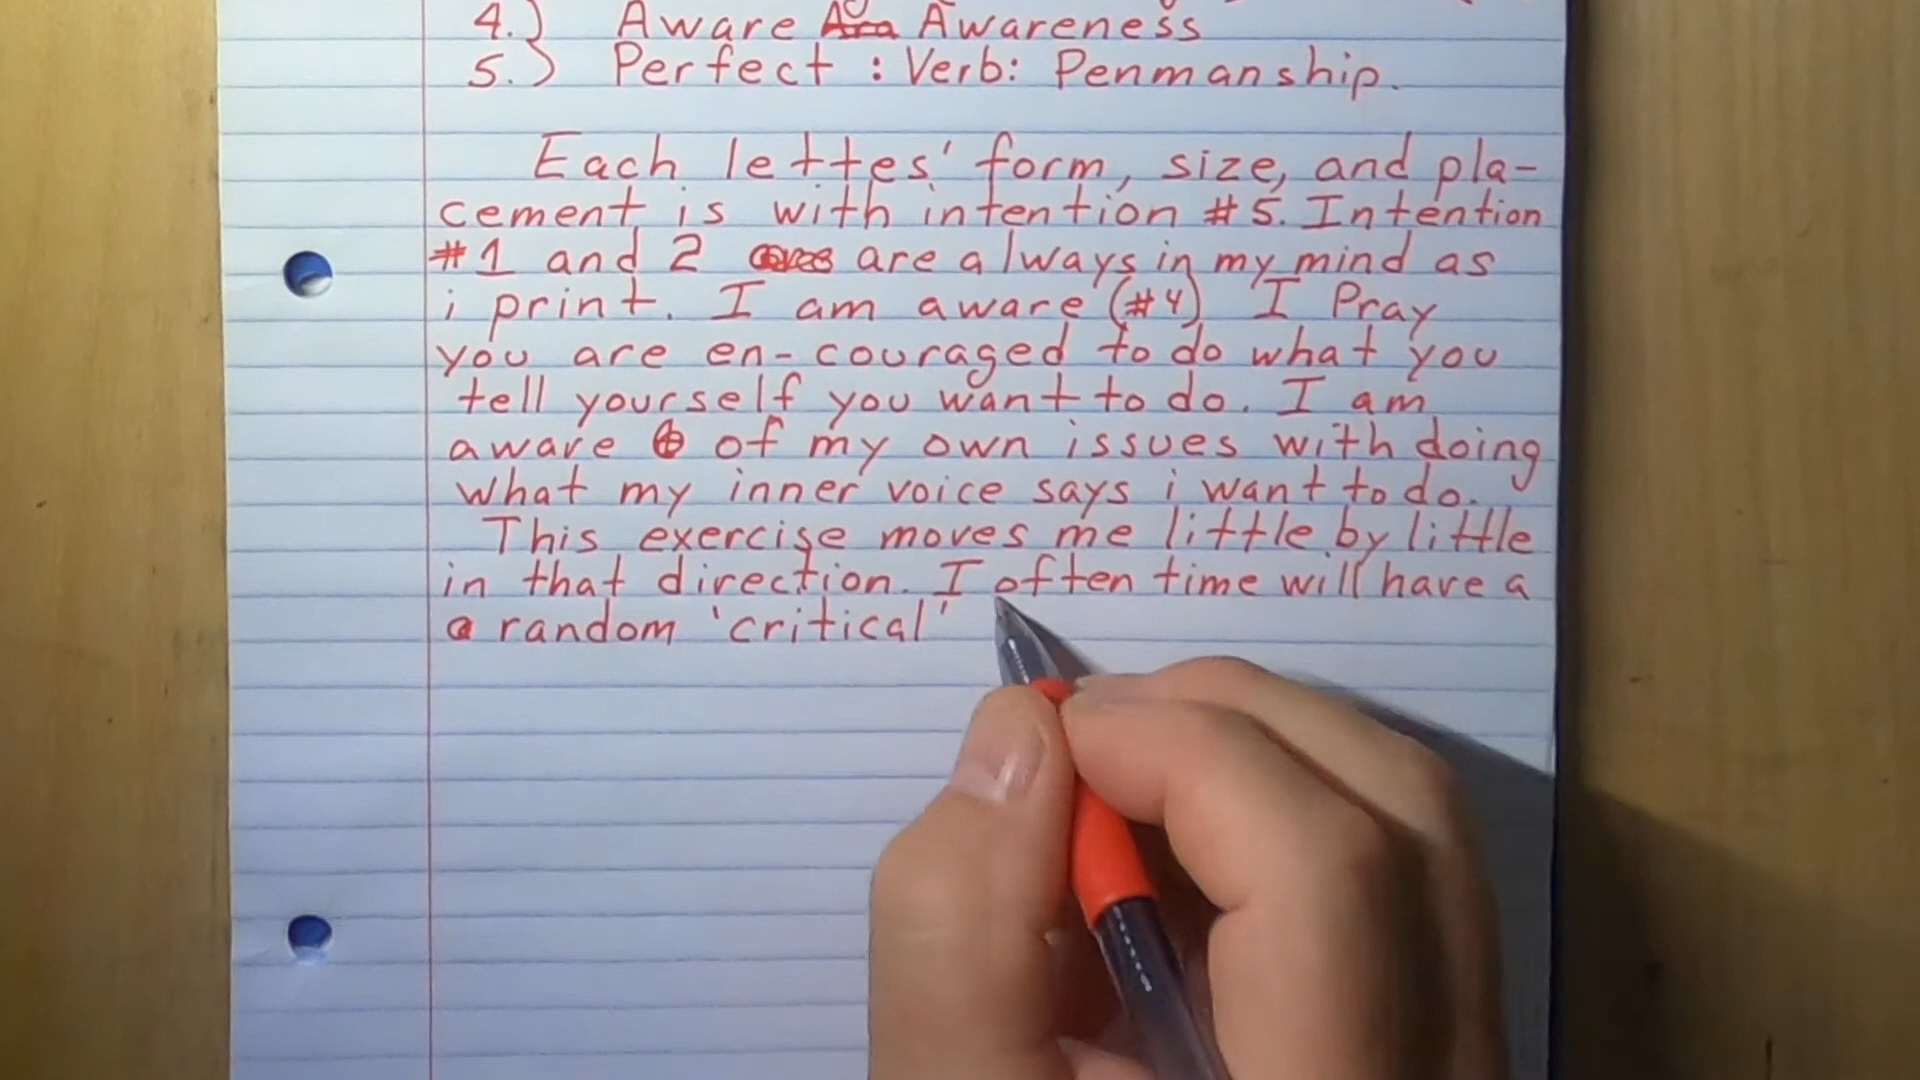 4.) Aware Awareness
5.) Perfect : Verb: Penmanship.
Each lettes' form, size, and pla-
cement is with intention #5. Intention
#1 and 2 are always in my mind as
i print. I am aware (#4) I Pray
you are en-couraged to do what you
tell yourself you want to do. I am
aware of my own issues with doing
what my inner voice says i want to do.
This exercise moves me little by little
in that direction. I often time will have a
a random 'critical'